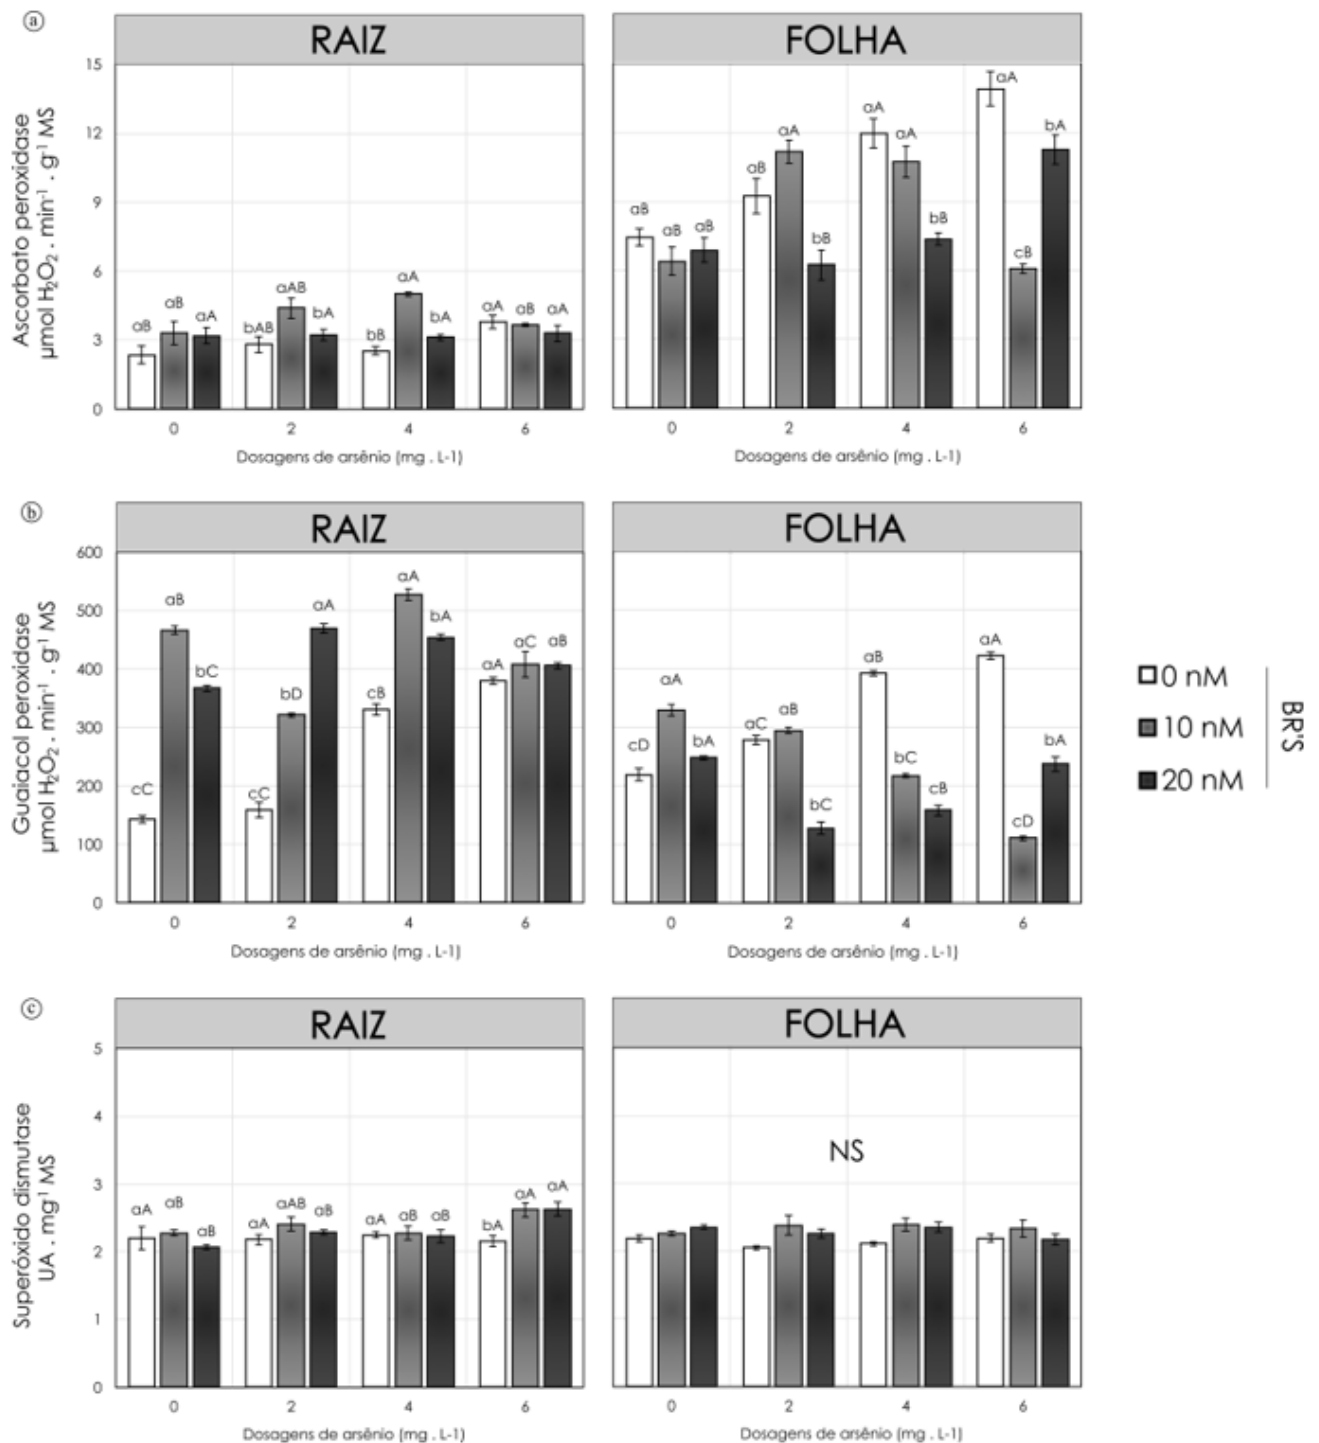 ⓐ
RAIZ
FOLHA
Ascorbato peroxidase
µmol H₂O₂ . min⁻¹ . g⁻¹ MS
15
12
9
6
3
0
aB aB aA
bAB aAB bA
bB aA bA
aA aB aA
0 2 4 6
Dosagens de arsênio (mg . L-1)
aB aB aB
aB aA bB
aA aA bB
aA cB bA
0 2 4 6
Dosagens de arsênio (mg . L-1)
ⓑ
RAIZ
FOLHA
Guaiacol peroxidase
µmol H₂O₂ . min⁻¹ . g⁻¹ MS
600
500
400
300
200
100
0
cC aB bC
cC bD aA
cB aA bA
aA aC aB
0 2 4 6
Dosagens de arsênio (mg . L-1)
cD aA bA
aC aB bC
aB bC cB
aA cD bA
0 2 4 6
Dosagens de arsênio (mg . L-1)
0 nM
10 nM
20 nM
BR'S
ⓒ
RAIZ
FOLHA
Superóxido dismutase
UA . mg⁻¹ MS
5
4
3
2
1
0
aA aB aB
aA aAB aB
aA aB aB
bA aA aA
0 2 4 6
Dosagens de arsênio (mg . L-1)
NS
0 2 4 6
Dosagens de arsênio (mg . L-1)